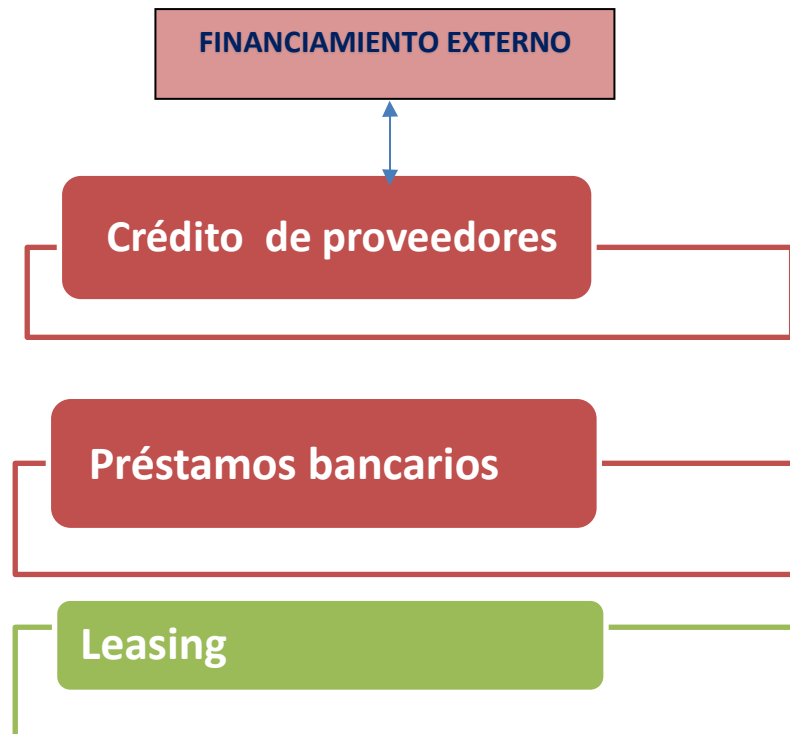 FINANCIAMIENTO EXTERNO
Crédito de proveedores
Préstamos bancarios
Leasing